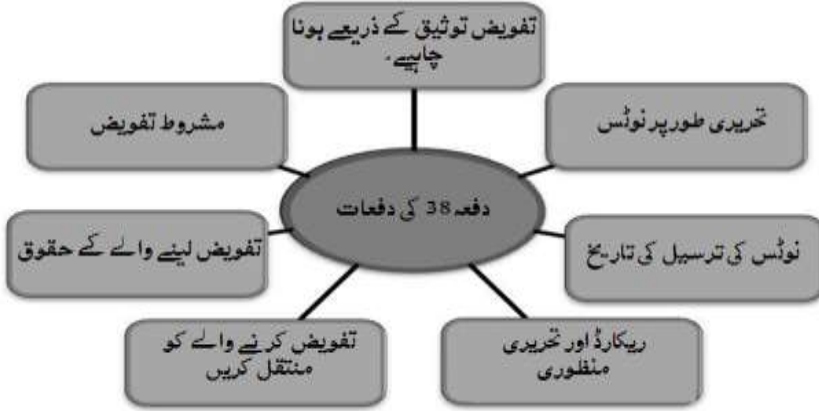 تفویض توثیق کے ذریعے ہونا
چاہیے۔
تحریری طور پر نوٹس
مشروط تفویض
دفعہ 38 کی دفعات
نوٹس کی ترسیل کی تاریخ
تفویض لینے والے کے حقوق
ریکارڈ اور تحریری
منظوری
تفویض کرنے والے کو
منتقل کریں